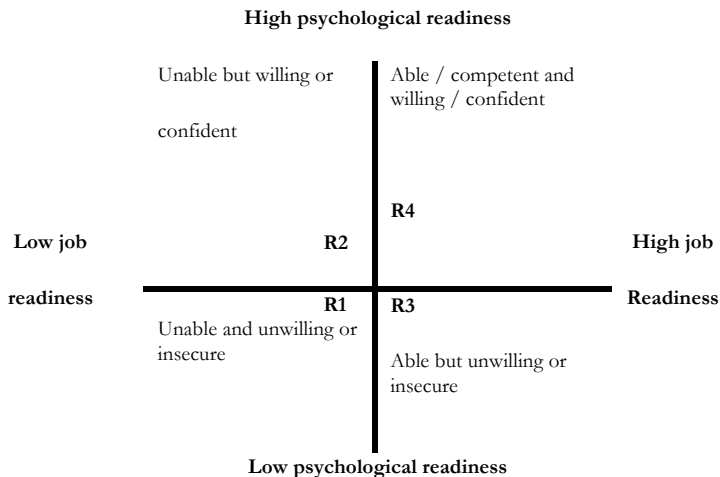 High psychological readiness
Unable but willing or
confident
Able / competent and
willing / confident
R4
Low job
readiness
R2
High job
Readiness
R1
R3
Unable and unwilling or
insecure
Able but unwilling or
insecure
Low psychological readiness